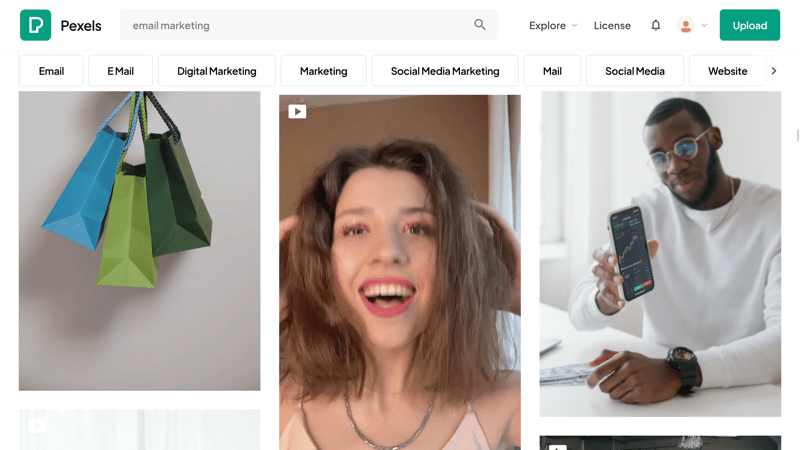 Pexels
email marketing
Explore
License
Upload
Email
E Mail
Digital Marketing
Marketing
Social Media Marketing
Mail
Social Media
Website